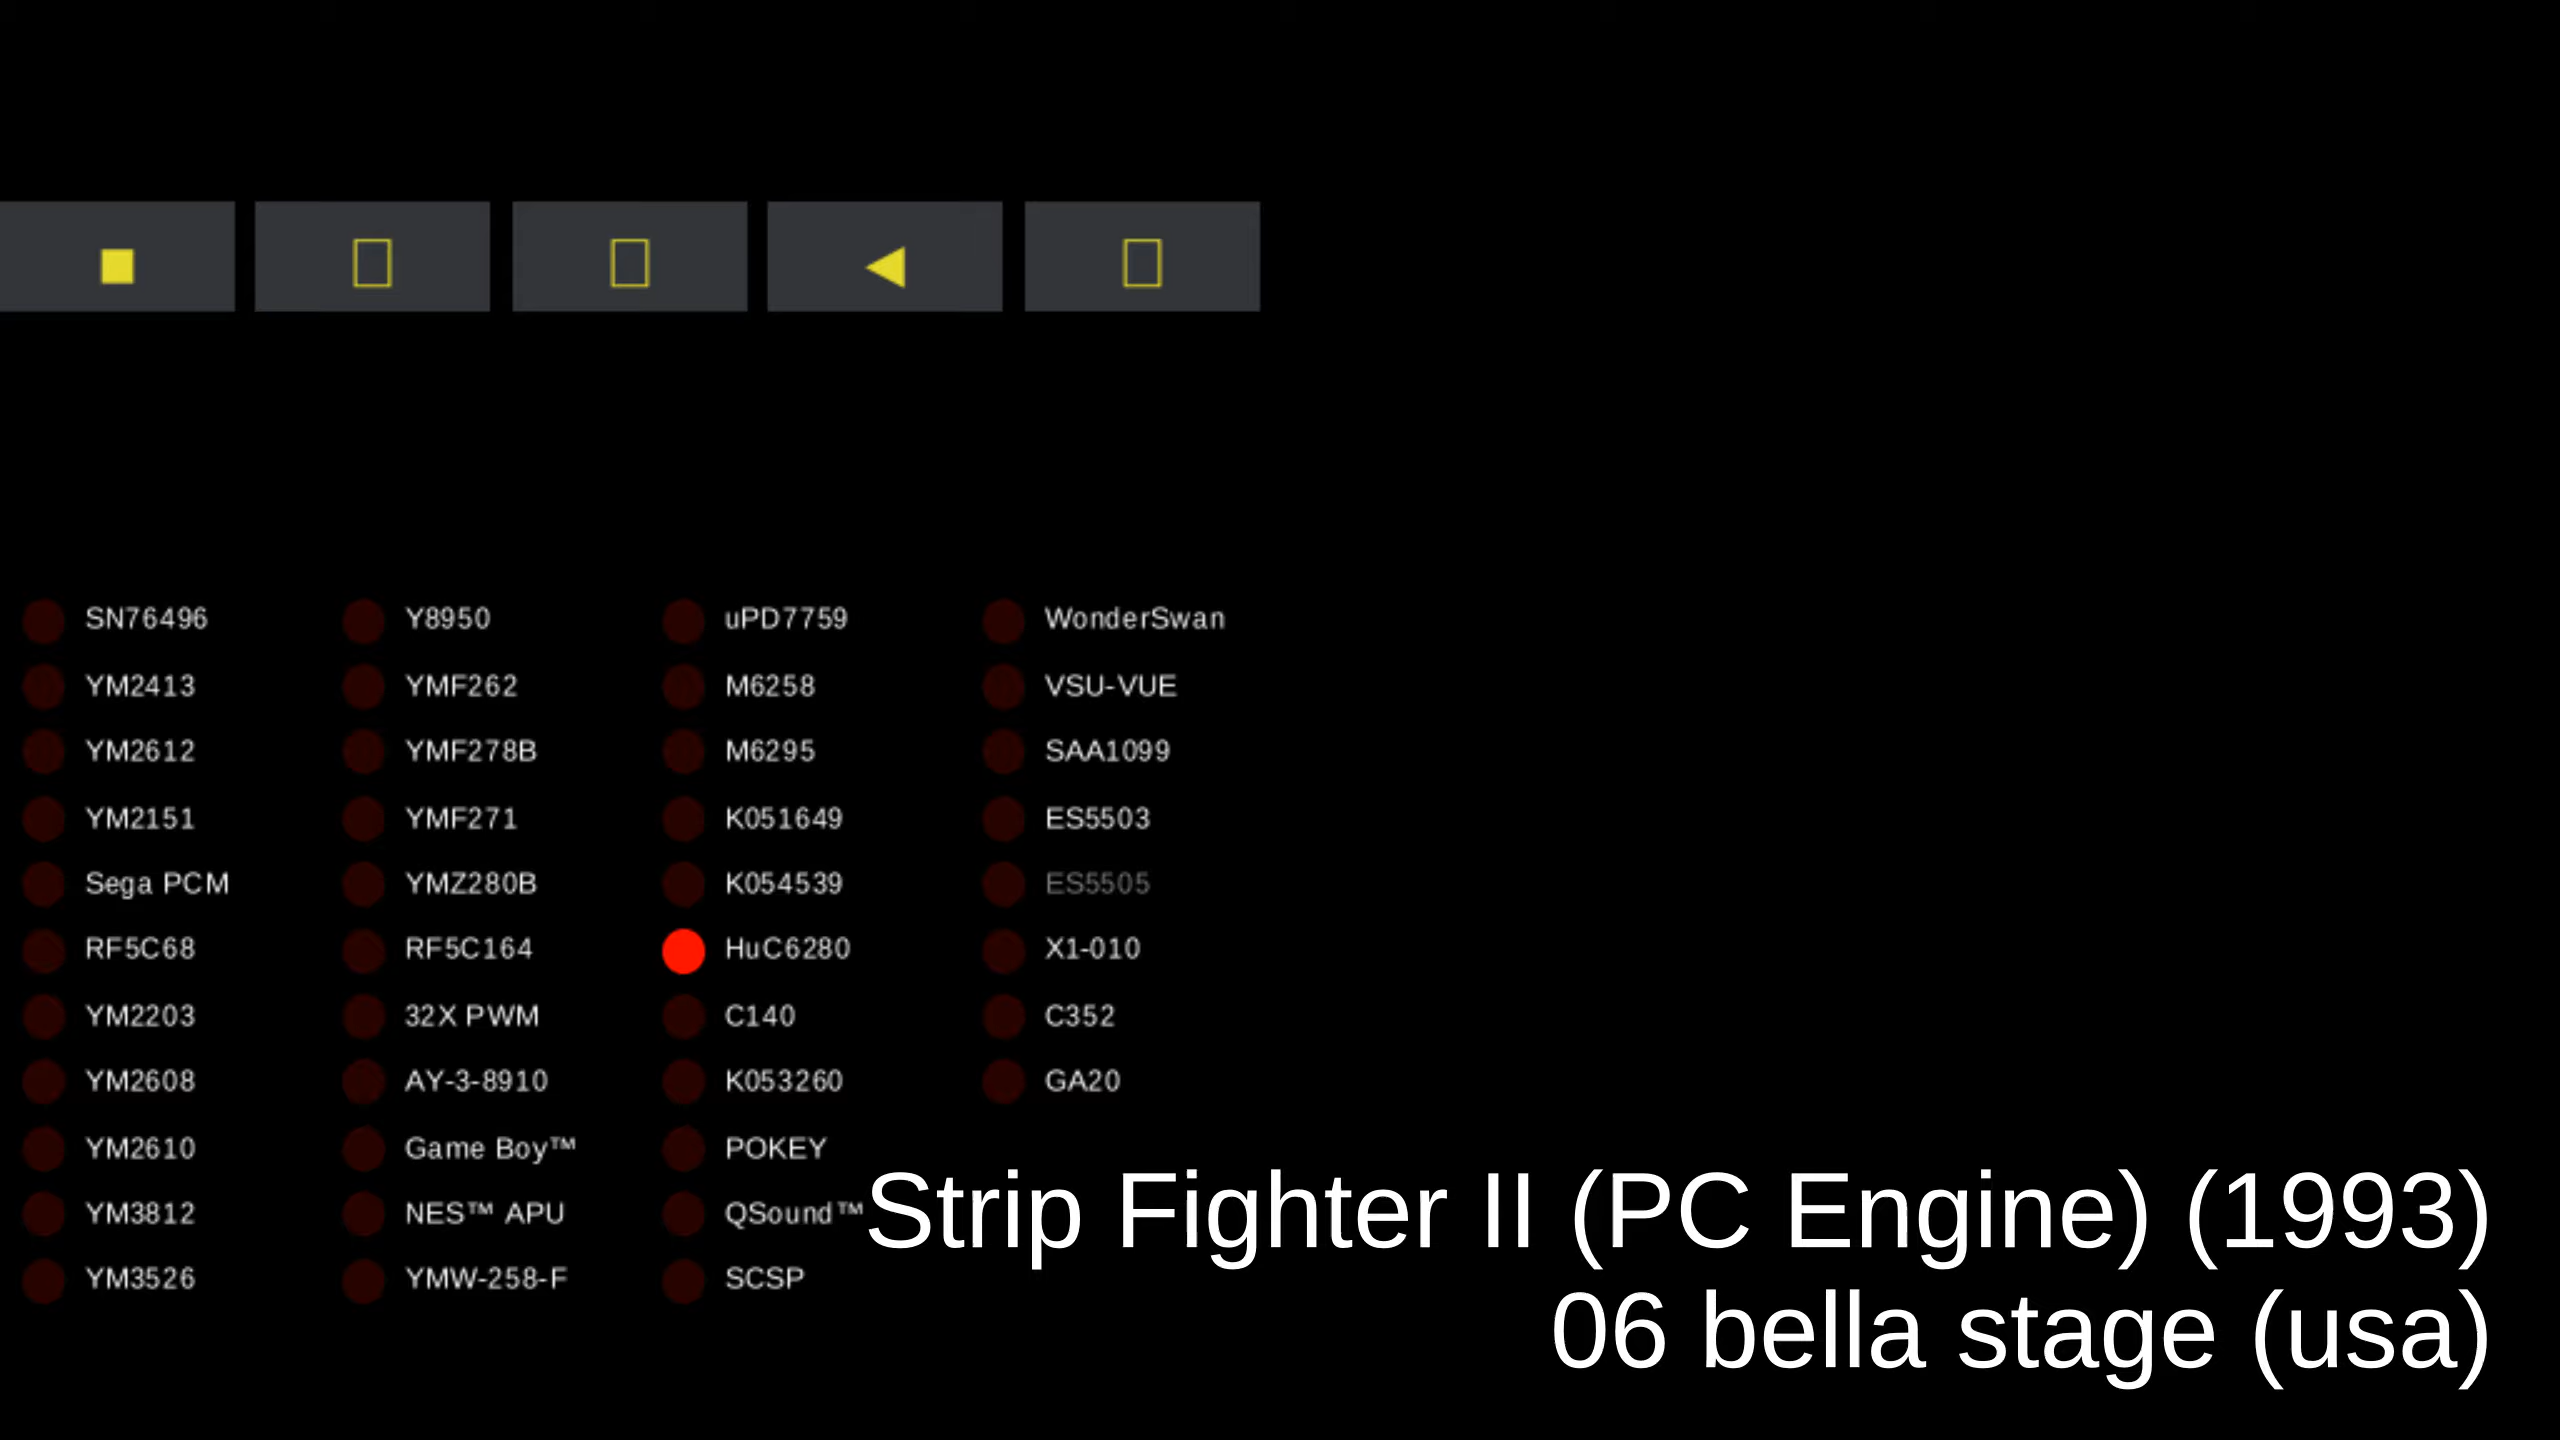 SN76496 Y8950 uPD7759 WonderSwan
YM2413 YMF262 M6258 VSU-VUE
YM2612 YMF278B M6295 SAA1099
YM2151 YMF271 K051649 ES5503
Sega PCM YMZ280B K054539 ES5505
RF5C68 RF5C164 HuC6280 X1-010
YM2203 32X PWM C140 C352
YM2608 AY-3-8910 K053260 GA20
YM2610 Game Boy™ POKEY
YM3812 NES™ APU QSound™
YM3526 YMW-258-F SCSP
Strip Fighter II (PC Engine) (1993)
06 bella stage (usa)